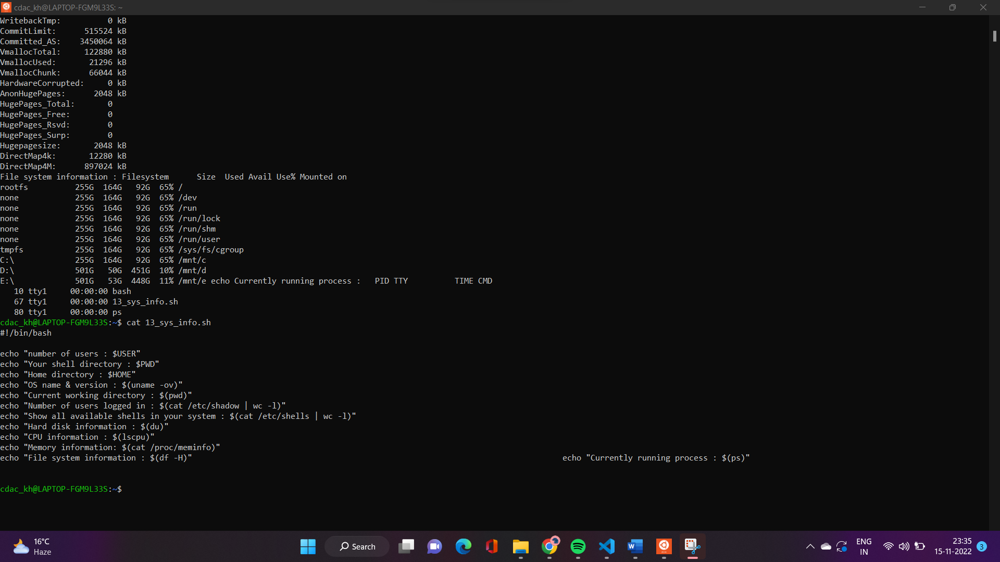 cdac_kh@LAPTOP-FGM9L33S: ~
WritebackTmp:          0 kB
CommitLimit:      515524 kB
Committed_AS:    3450064 kB
VmallocTotal:     122880 kB
VmallocUsed:       21296 kB
VmallocChunk:      66044 kB
HardwareCorrupted:     0 kB
AnonHugePages:      2048 kB
HugePages_Total:       0
HugePages_Free:        0
HugePages_Rsvd:        0
HugePages_Surp:        0
Hugepagesize:       2048 kB
DirectMap4k:       12280 kB
DirectMap4M:      897024 kB
File system information : Filesystem      Size  Used Avail Use% Mounted on
rootfs          255G  164G   92G  65% /
none            255G  164G   92G  65% /dev
none            255G  164G   92G  65% /run
none            255G  164G   92G  65% /run/lock
none            255G  164G   92G  65% /run/shm
none            255G  164G   92G  65% /run/user
tmpfs           255G  164G   92G  65% /sys/fs/cgroup
C:\             255G  164G   92G  65% /mnt/c
D:\             501G   50G  451G  10% /mnt/d
E:\             501G   53G  448G  11% /mnt/e echo Currently running process :   PID TTY          TIME CMD
   10 tty1     00:00:00 bash
   67 tty1     00:00:00 13_sys_info.sh
   80 tty1     00:00:00 ps
cdac_kh@LAPTOP-FGM9L33S:~$ cat 13_sys_info.sh
#!/bin/bash
echo "number of users : $USER"
echo "Your shell directory : $PWD"
echo "Home directory : $HOME"
echo "OS name & version : $(uname -ov)"
echo "Current working directory : $(pwd)"
echo "Number of users logged in : $(cat /etc/shadow | wc -l)"
echo "Show all available shells in your system : $(cat /etc/shells | wc -l)"
echo "Hard disk information : $(du)"
echo "CPU information : $(lscpu)"
echo "Memory information: $(cat /proc/meminfo)"
echo "File system information : $(df -H)" echo "Currently running process : $(ps)"
cdac_kh@LAPTOP-FGM9L33S:~$
16°C
Haze
Search
ENG
IN
23:35
15-11-2022
3